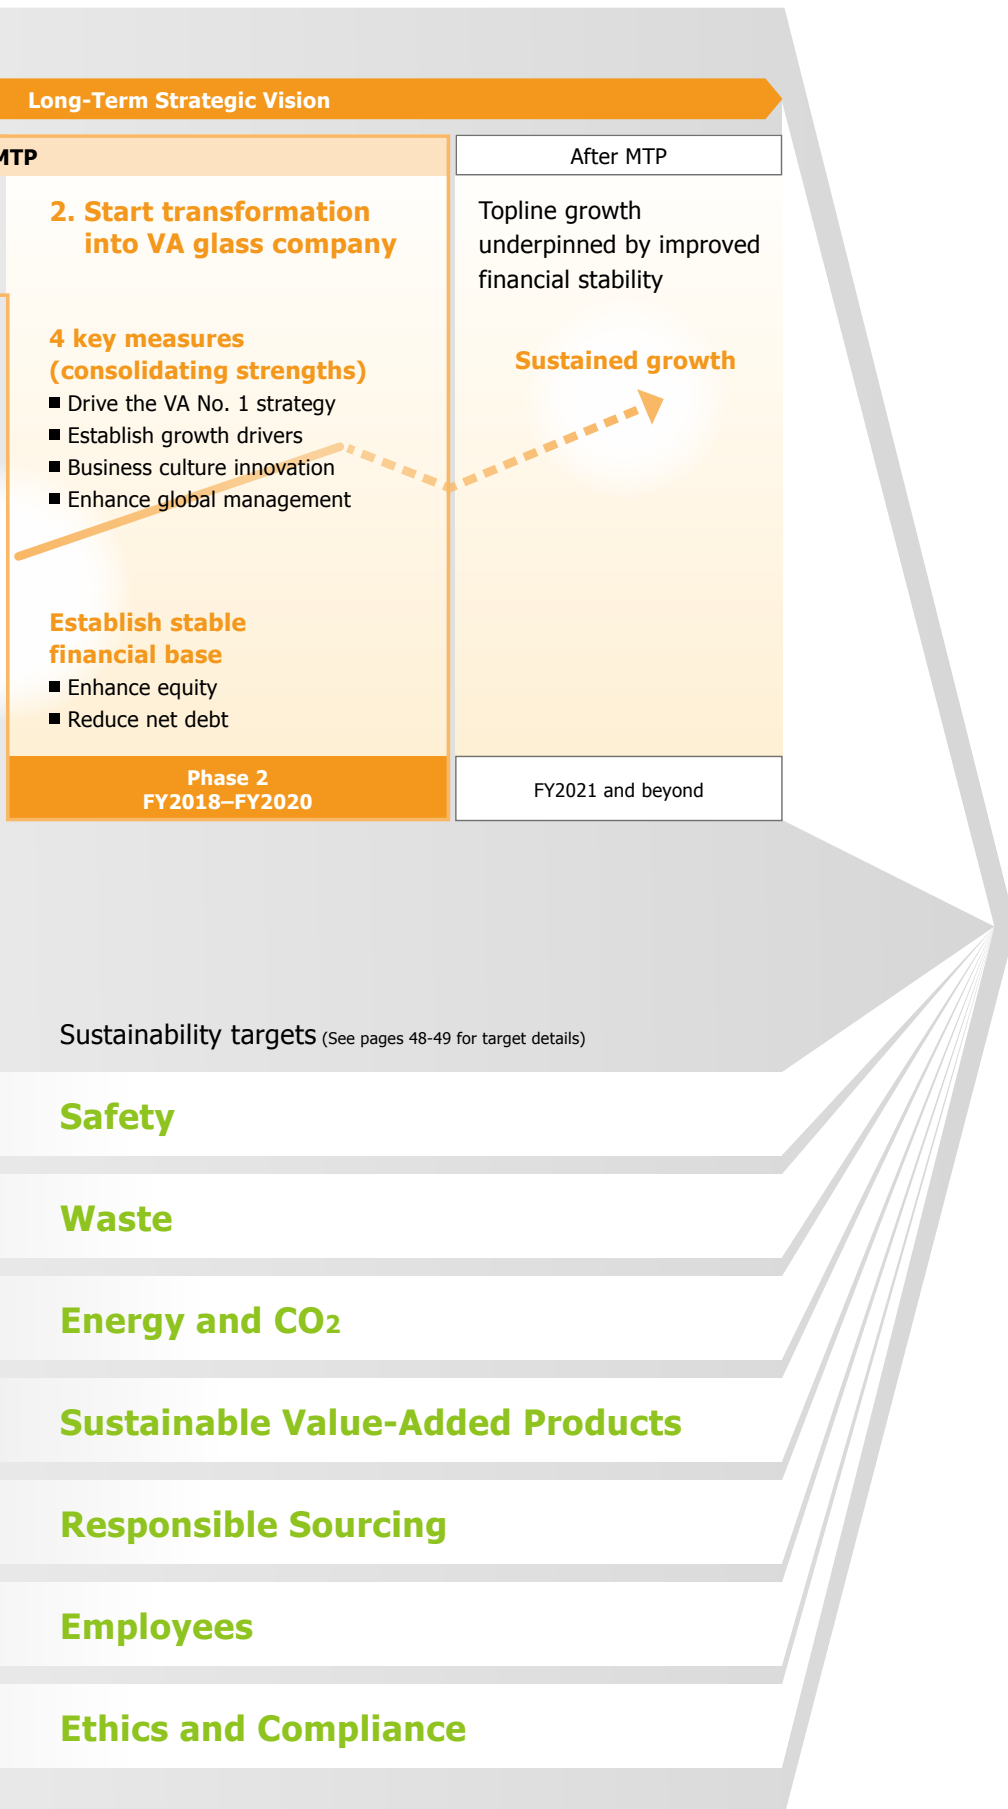 Long-Term Strategic Vision
MTP
After MTP
2. Start transformation
into VA glass company
4 key measures
(consolidating strengths)
■ Drive the VA No. 1 strategy
■ Establish growth drivers
■ Business culture innovation
■ Enhance global management
Establish stable
financial base
■ Enhance equity
■ Reduce net debt
Phase 2
FY2018–FY2020
Topline growth
underpinned by improved
financial stability
Sustained growth
FY2021 and beyond
Sustainability targets (See pages 48-49 for target details)
Safety
Waste
Energy and CO2
Sustainable Value-Added Products
Responsible Sourcing
Employees
Ethics and Compliance